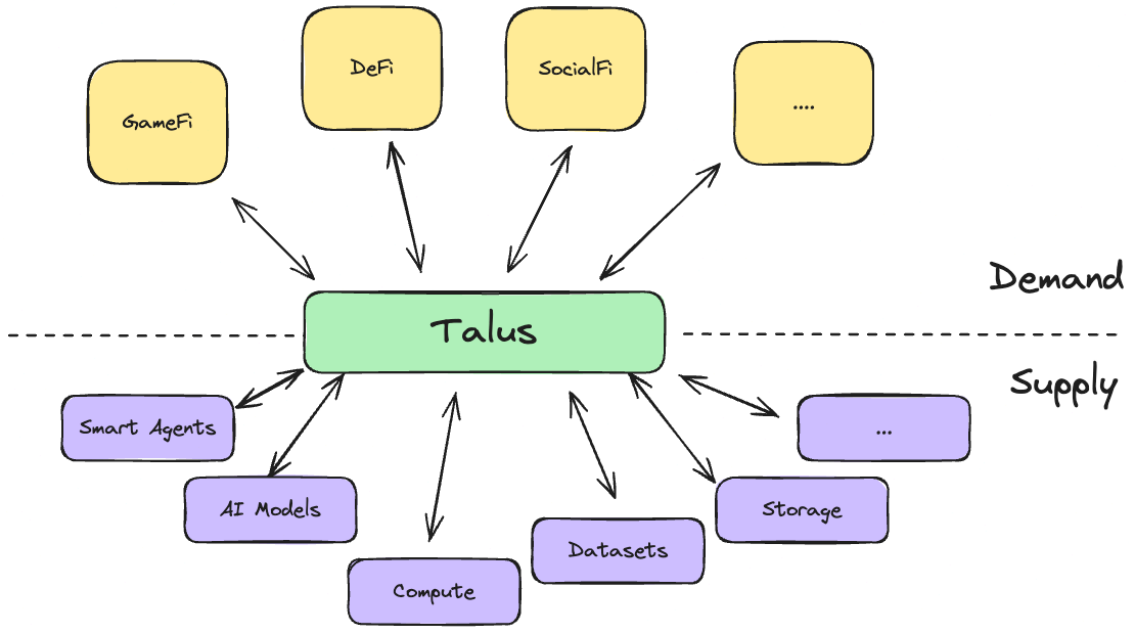 GameFi
DeFi
SocialFi
....
Demand
Talus
Supply
Smart Agents
AI Models
Compute
Datasets
Storage
...